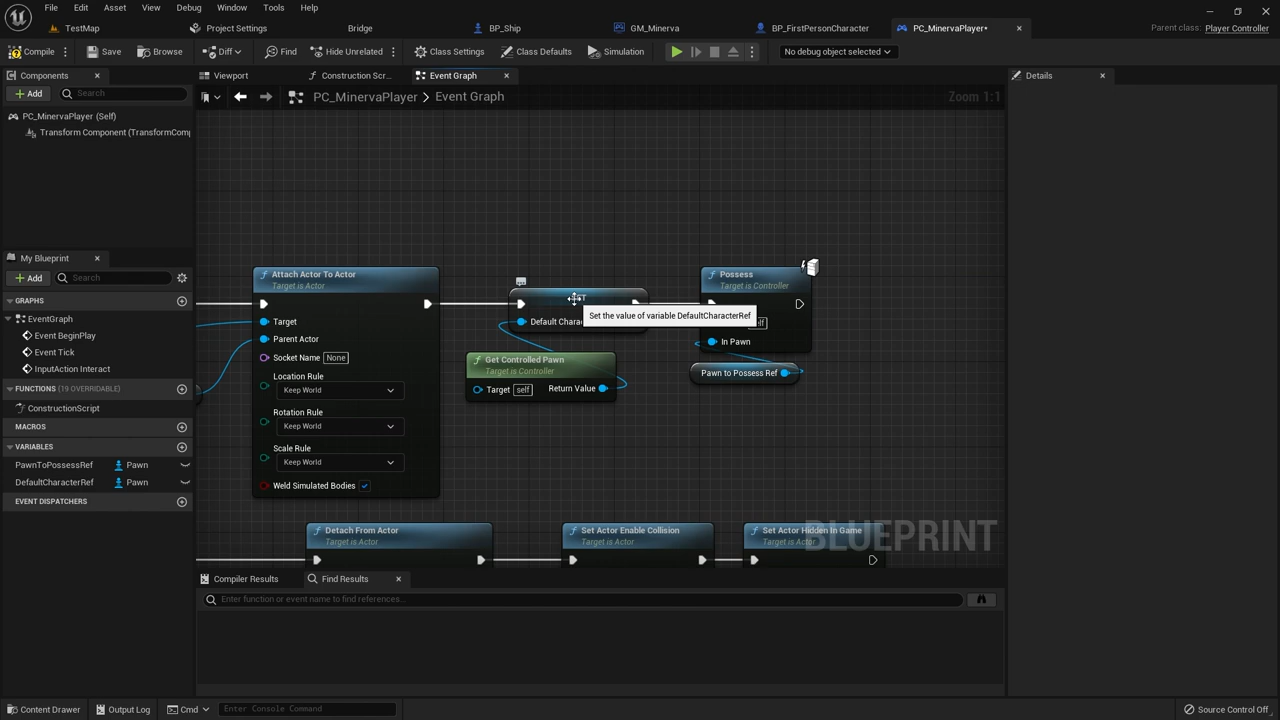 File Edit Asset View Debug Window Tools Help
TestMap Project Settings Bridge BP_Ship GM_Minerva BP_FirstPersonCharacter PC_MinervaPlayer• Parent class: Player Controller
Compile Save Browse Diff Find Hide Unrelated Class Settings Class Defaults Simulation No debug object selected
Components
Add Search
PC_MinervaPlayer (Self)
Transform Component (TransformComp
Viewport Construction Scr... Event Graph
PC_MinervaPlayer > Event Graph Zoom 1:1
Details
My Blueprint
Add Search
GRAPHS
EventGraph
Event BeginPlay
Event Tick
InputAction Interact
FUNCTIONS (19 OVERRIDABLE)
ConstructionScript
MACROS
VARIABLES
PawnToPossessRef Pawn
DefaultCharacterRef Pawn
EVENT DISPATCHERS
Attach Actor To Actor
Target is Actor
Target
Parent Actor
Socket Name None
Location Rule
Keep World
Rotation Rule
Keep World
Scale Rule
Keep World
Weld Simulated Bodies
Default Chara
Set the value of variable DefaultCharacterRef
Get Controlled Pawn
Target is Controller
Target self Return Value
Possess
Target is Controller
In Pawn
Pawn to Possess Ref
Detach From Actor
Target is Actor
Set Actor Enable Collision
Target is Actor
Set Actor Hidden In Game
Target is Actor
BLUEPRINT
Compiler Results Find Results
Enter function or event name to find references...
Content Drawer Output Log Cmd Enter Console Command Source Control Off